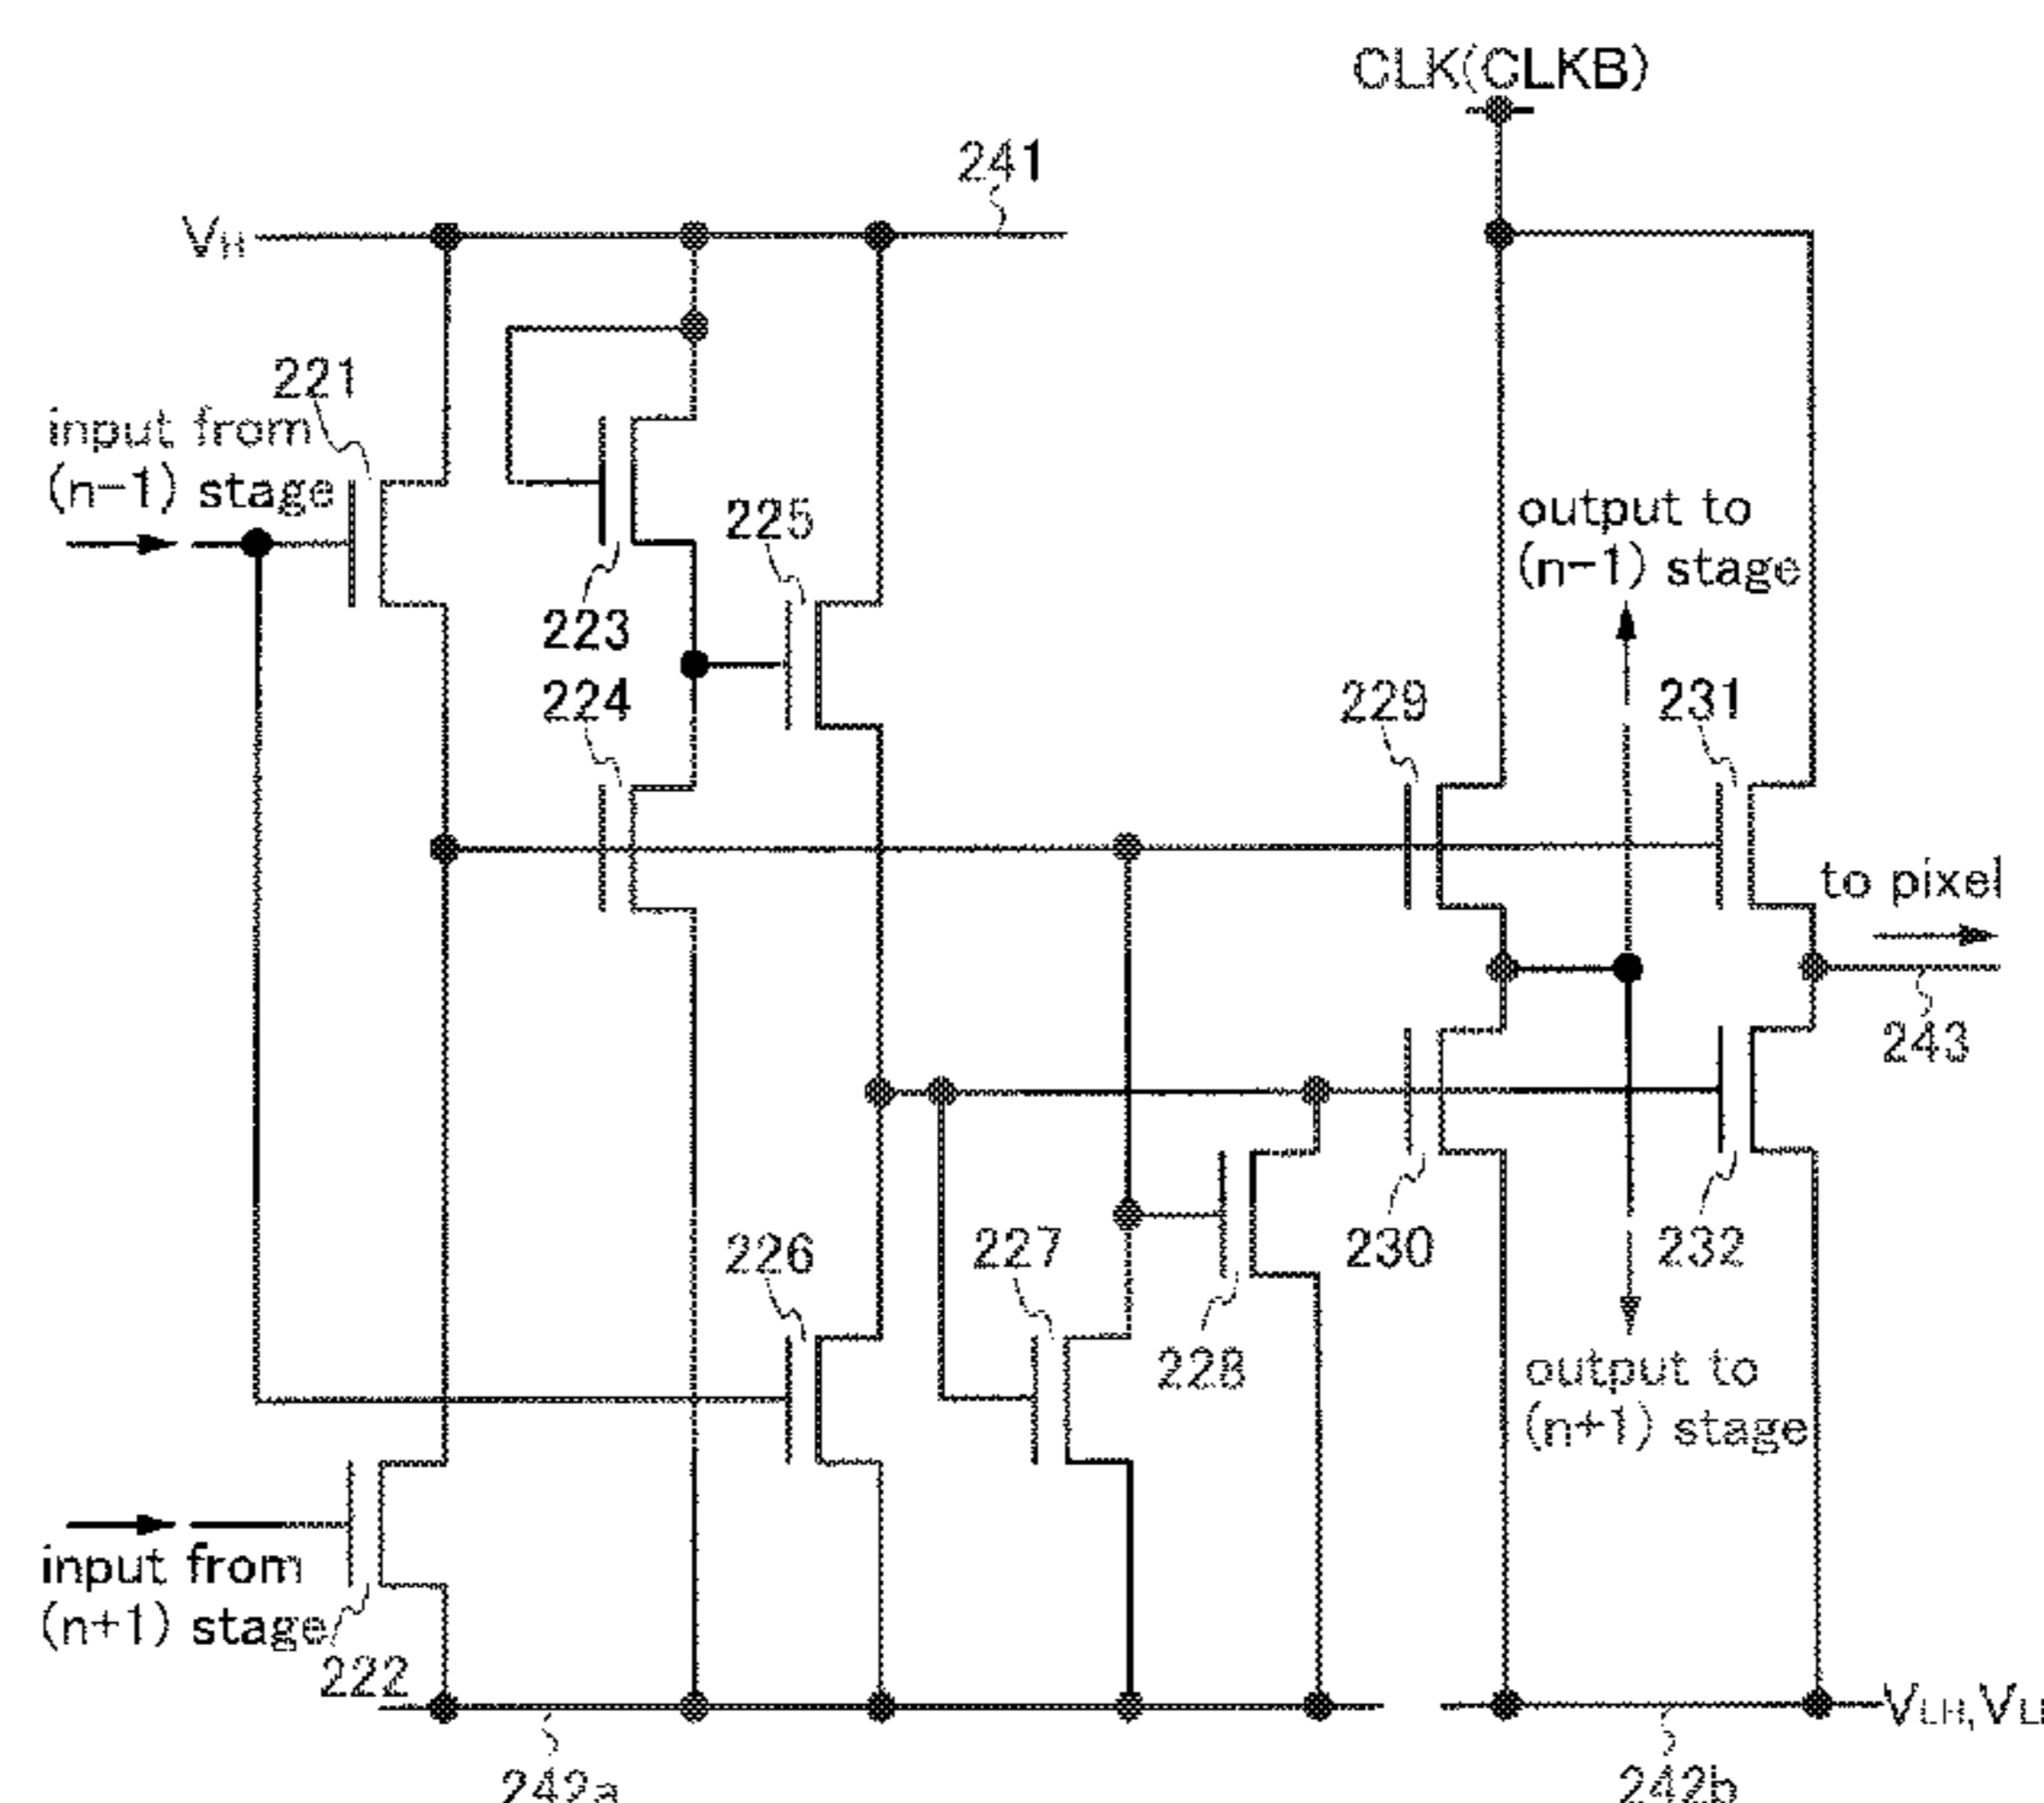 CLK(CLKB)
241
VH
221
input from
(n-1) stage
225
output to
(n-1) stage
223
224
229
231
to pixel
243
226
227
230
232
228
output to
(n+1) stage
input from
(n+1) stage
222
VLH,
242a
242b